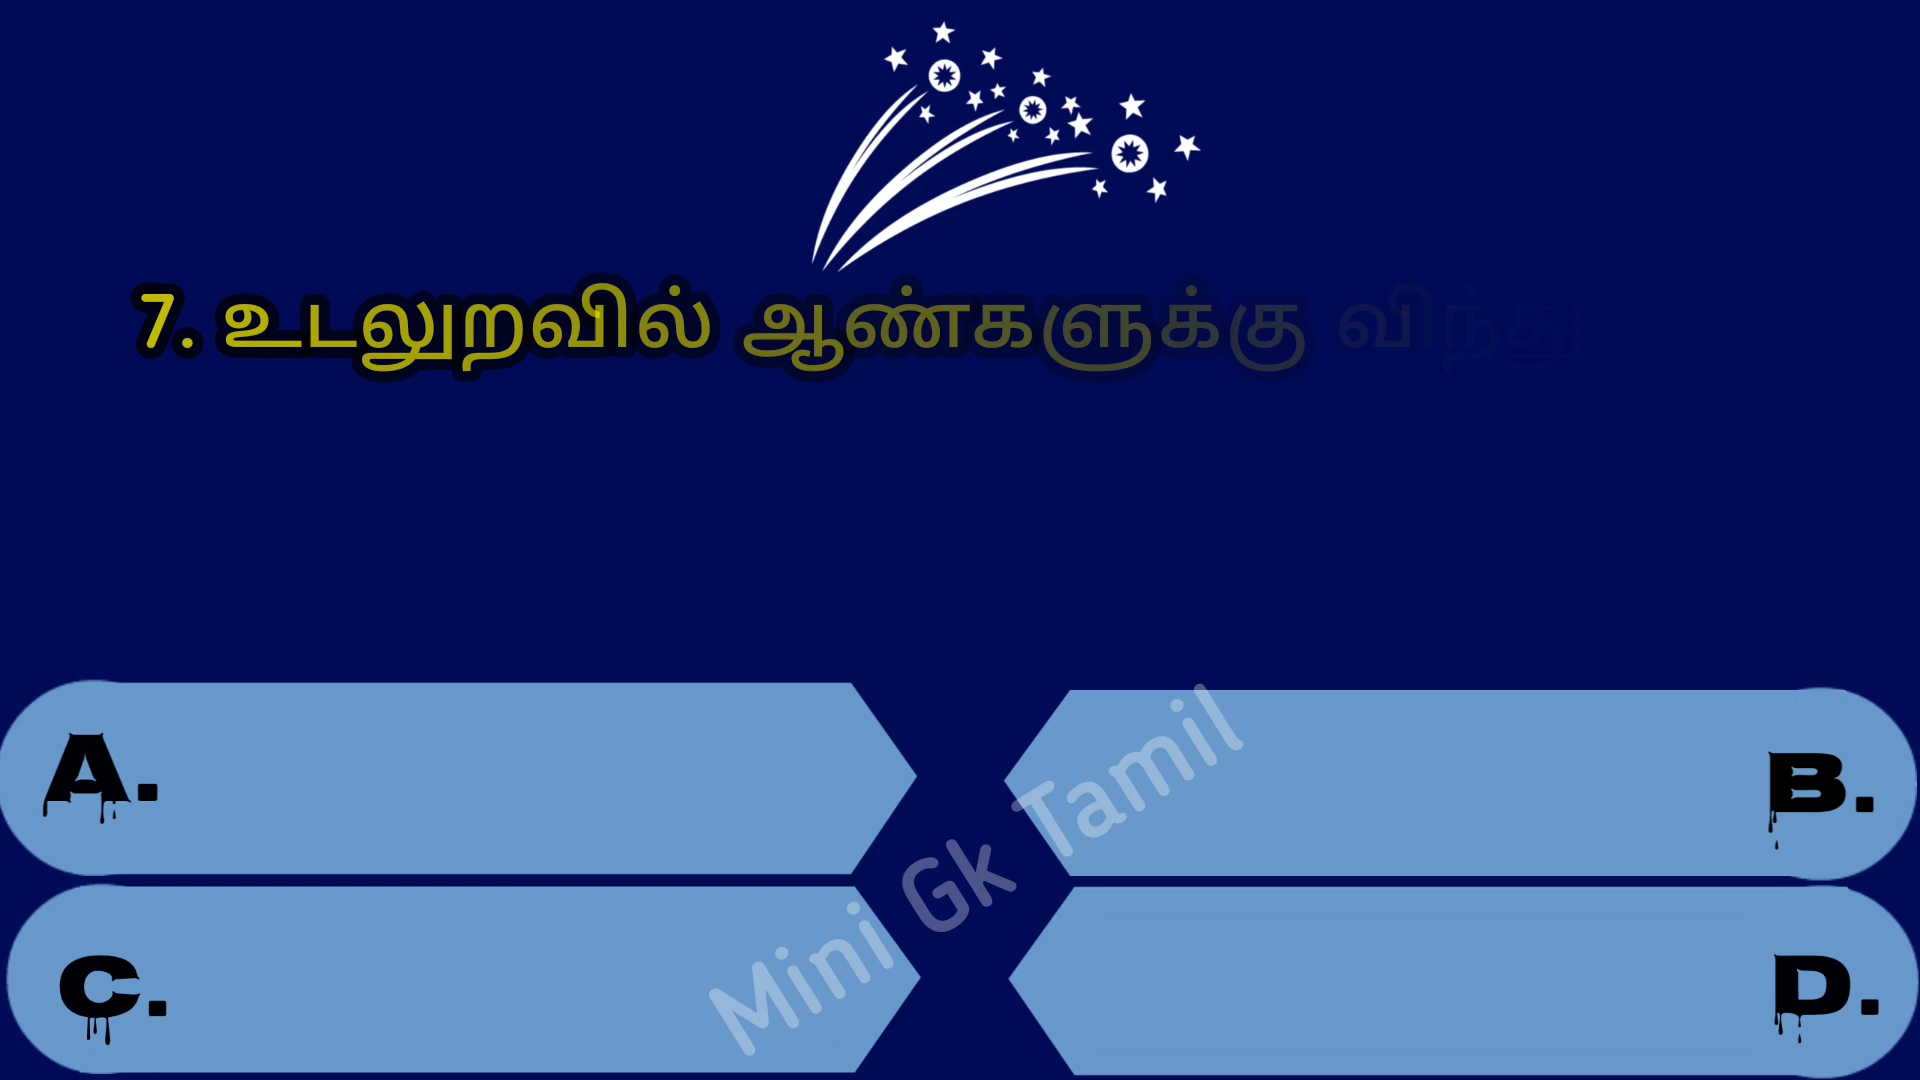 7. உடலுறவில் ஆண்களுக்கு விந்து
A.
B.
C.
D.
Mini Gk Tamil